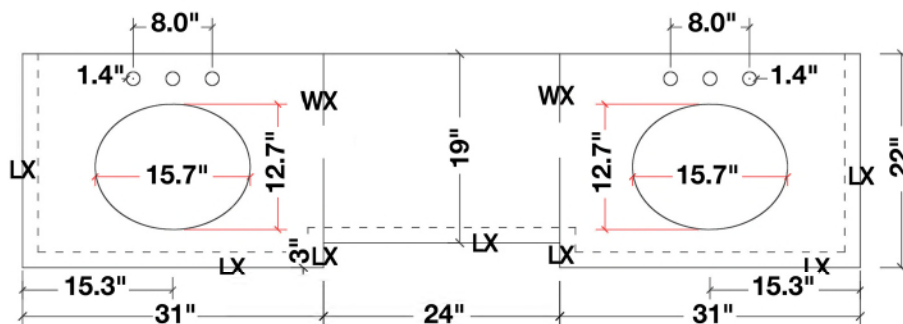 8.0" 8.0"
1.4" 1.4"
WX WX
LX 15.7" 12.7" 19" 12.7" 15.7" LX 22"
3" LX LX LX
LX LX
15.3" 15.3"
31" 24" 31"